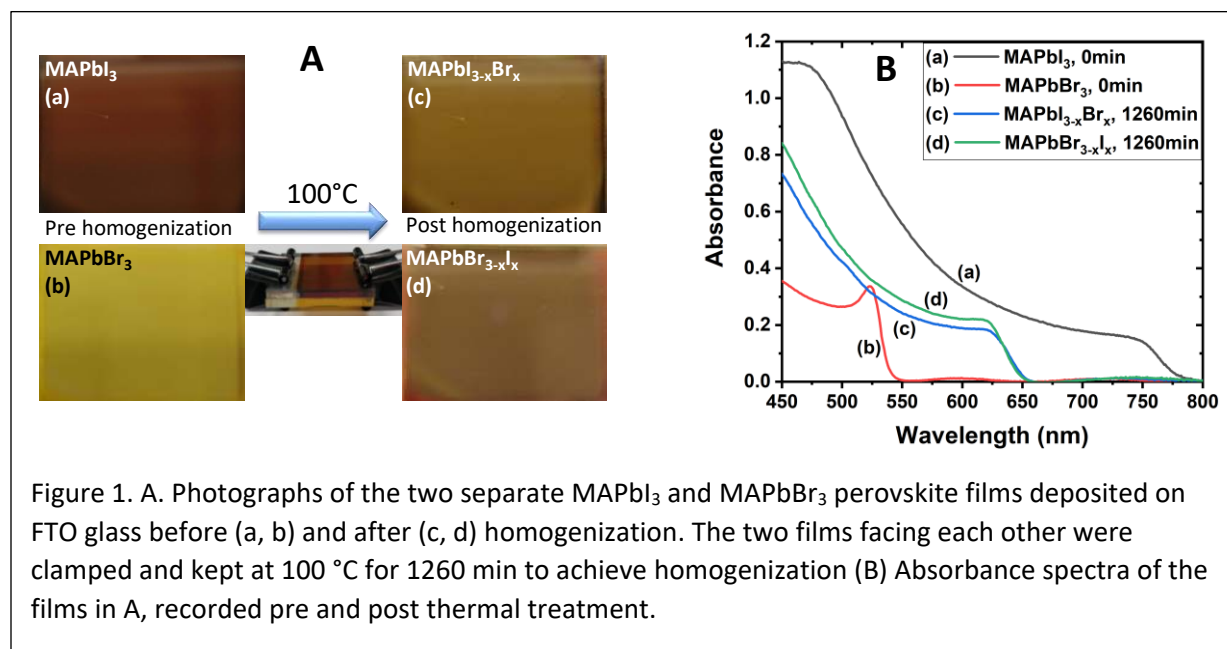 A
MAPbI₃
(a)
MAPbI₃₋ₓBrₓ
(c)
100°C
Pre homogenization
Post homogenization
MAPbBr₃
(b)
MAPbBr₃₋ₓIₓ
(d)
B
(a) MAPbI₃, 0min
(b) MAPbBr₃, 0min
(c) MAPbI₃₋ₓBrₓ, 1260min
(d) MAPbBr₃₋ₓIₓ, 1260min
Absorbance
1.2
1.0
0.8
0.6
0.4
0.2
0.0
(a)
(d)
(c)
(b)
450 500 550 600 650 700 750 800
Wavelength (nm)
Figure 1. A. Photographs of the two separate MAPbI₃ and MAPbBr₃ perovskite films deposited on
FTO glass before (a, b) and after (c, d) homogenization. The two films facing each other were
clamped and kept at 100 °C for 1260 min to achieve homogenization (B) Absorbance spectra of the
films in A, recorded pre and post thermal treatment.